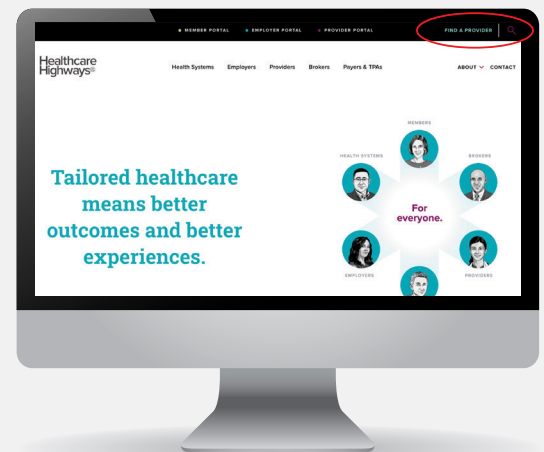 MEMBER PORTAL EMPLOYER PORTAL PROVIDER PORTAL FIND A PROVIDER
Healthcare
Highways®
Health Systems Employers Providers Brokers Payers & TPAs ABOUT CONTACT
MEMBERS
HEALTH SYSTEMS BROKERS
Tailored healthcare
means better
outcomes and better
experiences.
For
everyone.
EMPLOYERS PROVIDERS